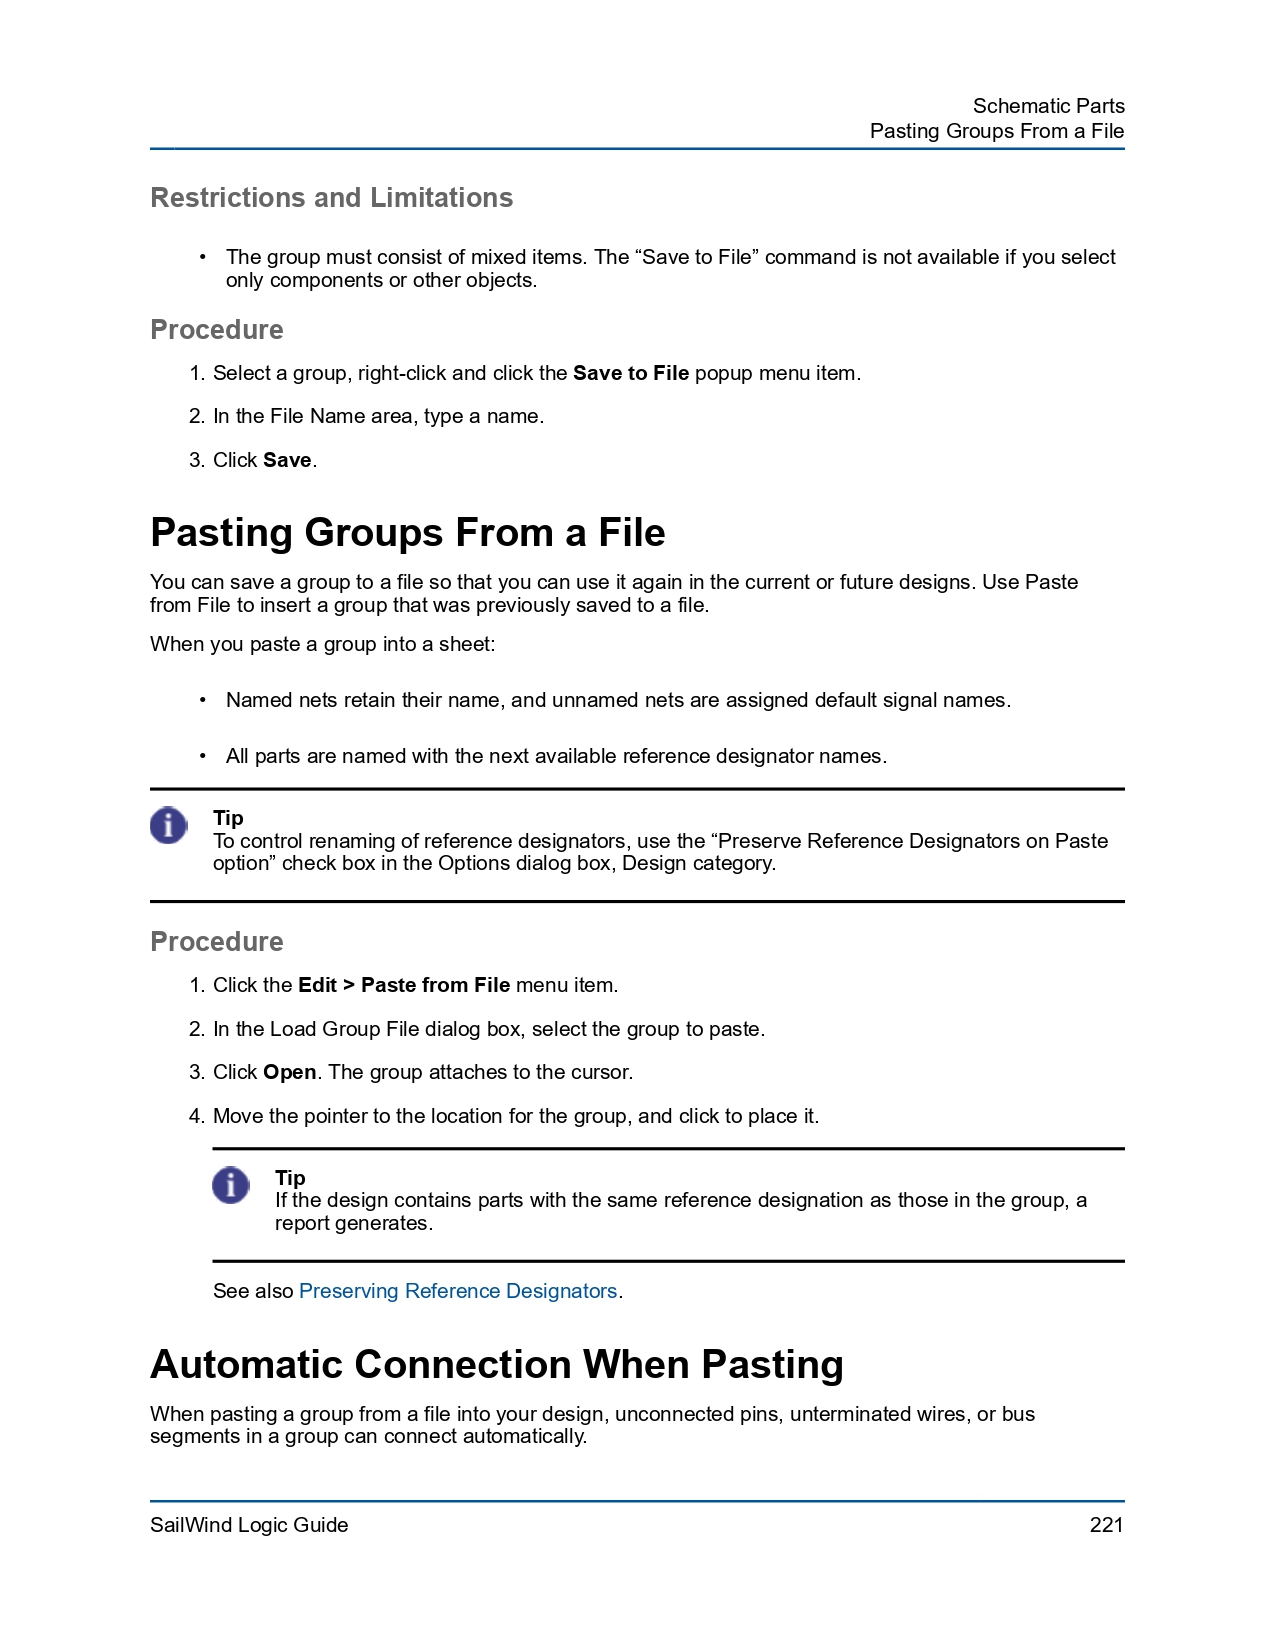 Schematic Parts
Pasting Groups From a File
Restrictions and Limitations
• The group must consist of mixed items. The “Save to File” command is not available if you select
only components or other objects.
Procedure
1. Select a group, right-click and click the Save to File popup menu item.
2. In the File Name area, type a name.
3. Click Save.
Pasting Groups From a File
You can save a group to a file so that you can use it again in the current or future designs. Use Paste
from File to insert a group that was previously saved to a file.
When you paste a group into a sheet:
• Named nets retain their name, and unnamed nets are assigned default signal names.
• All parts are named with the next available reference designator names.
Tip
To control renaming of reference designators, use the “Preserve Reference Designators on Paste
option” check box in the Options dialog box, Design category.
Procedure
1. Click the Edit > Paste from File menu item.
2. In the Load Group File dialog box, select the group to paste.
3. Click Open. The group attaches to the cursor.
4. Move the pointer to the location for the group, and click to place it.
Tip
If the design contains parts with the same reference designation as those in the group, a
report generates.
See also Preserving Reference Designators.
Automatic Connection When Pasting
When pasting a group from a file into your design, unconnected pins, unterminated wires, or bus
segments in a group can connect automatically.
SailWind Logic Guide 221